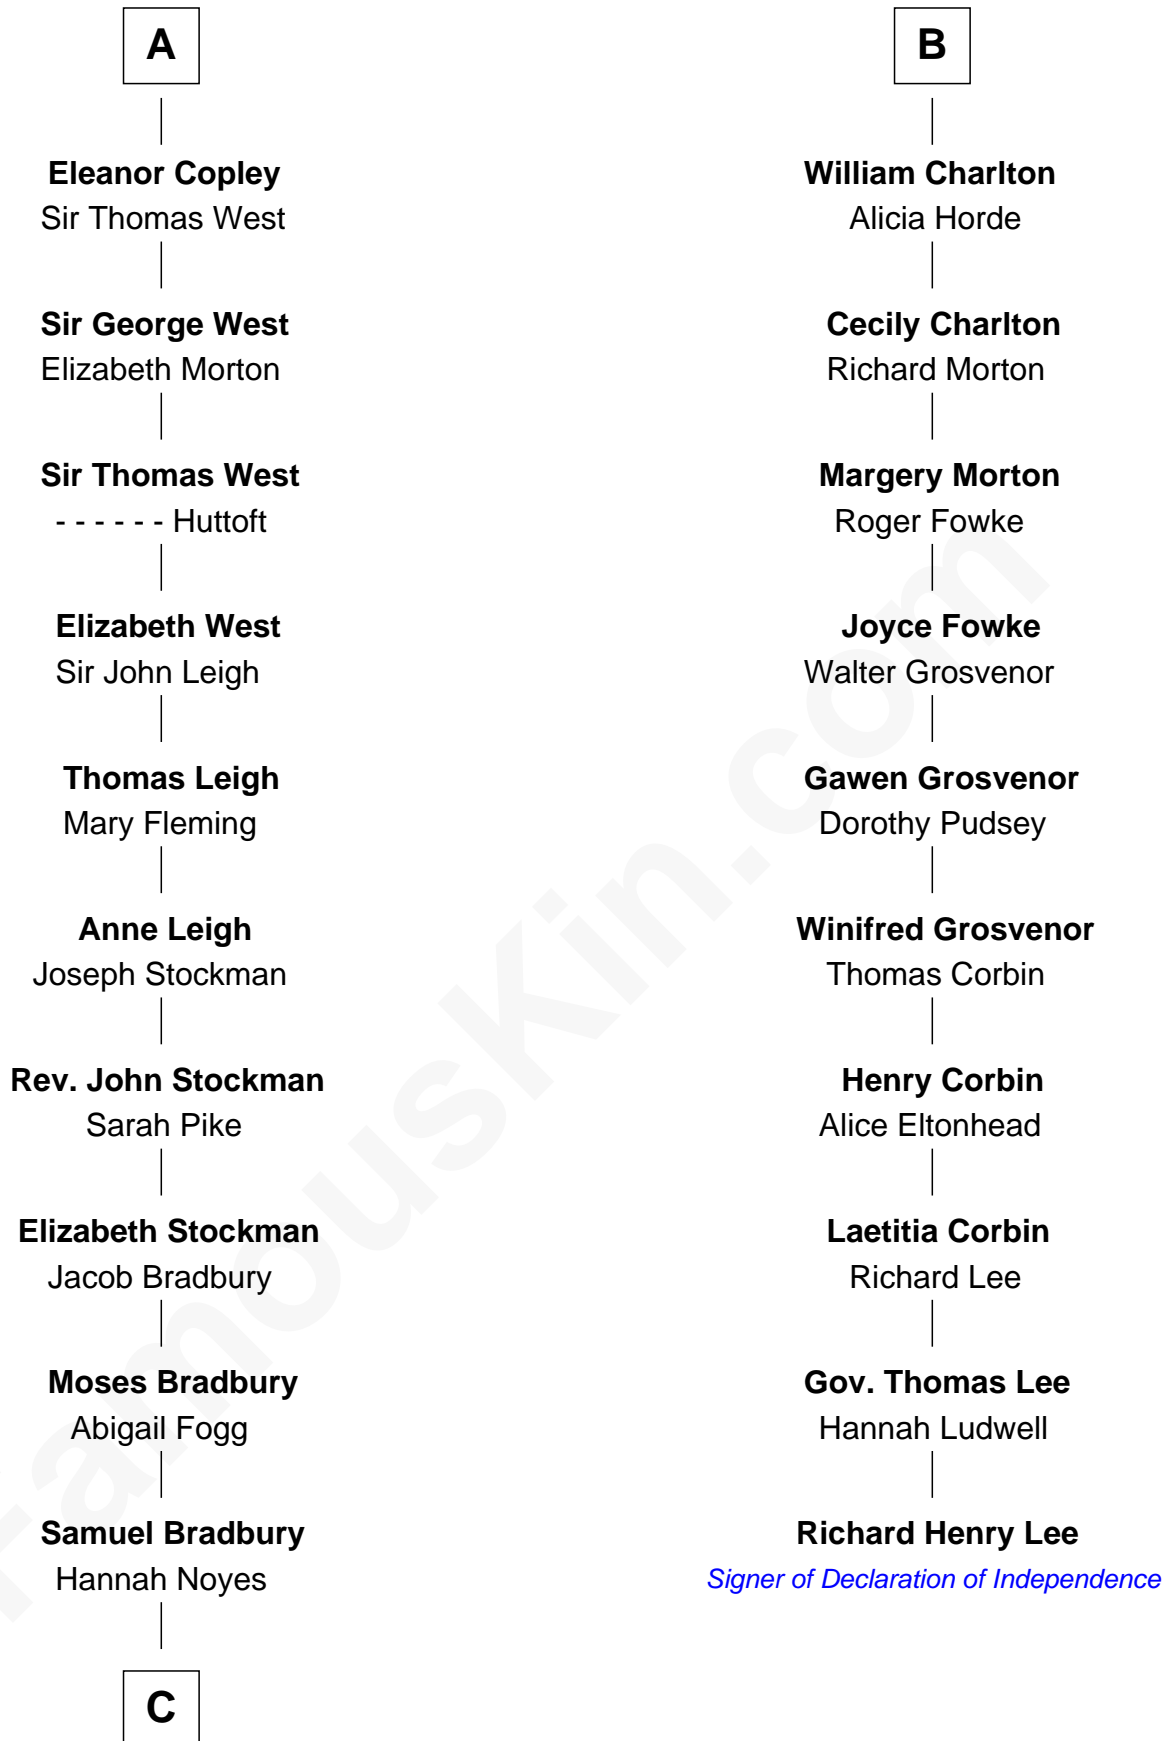 A
Eleanor Copley
Sir Thomas West
Sir George West
Elizabeth Morton
Sir Thomas West
- - - - - - Huttoft
Elizabeth West
Sir John Leigh
Thomas Leigh
Mary Fleming
Anne Leigh
Joseph Stockman
Rev. John Stockman
Sarah Pike
Elizabeth Stockman
Jacob Bradbury
Moses Bradbury
Abigail Fogg
Samuel Bradbury
Hannah Noyes
C
B
William Charlton
Alicia Horde
Cecily Charlton
Richard Morton
Margery Morton
Roger Fowke
Joyce Fowke
Walter Grosvenor
Gawen Grosvenor
Dorothy Pudsey
Winifred Grosvenor
Thomas Corbin
Henry Corbin
Alice Eltonhead
Laetitia Corbin
Richard Lee
Gov. Thomas Lee
Hannah Ludwell
Richard Henry Lee
Signer of Declaration of Independence
FamousKin.com